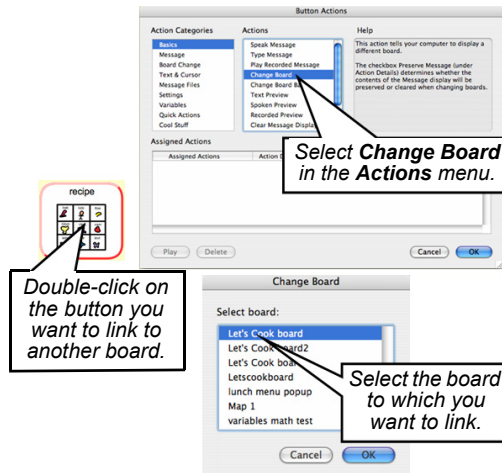 Button Actions
Action Categories
Basics
Message
Board Change
Text & Cursor
Message Files
Settings
Variables
Quick Actions
Cool Stuff
Actions
Speak Message
Type Message
Play Recorded Message
Change Board
Change Board
Text Preview
Spoken Preview
Recorded Preview
Clear Message Display
Help
This action tells your computer to display a
different board.
The checkbox Preserve Message (under
Action Details) determines whether the
contents of the Message display will be
preserved or cleared when changing boards.
Assigned Actions
Assigned Actions
Action
Select Change Board
in the Actions menu.
Play
Delete
Cancel
OK
recipe
Double-click on
the button you
want to link to
another board.
Change Board
Select board:
Let's Cook board
Let's Cook board2
Let's Cook
Letscookboard
lunch menu popup
Map 1
variables math test
Select the board
to which you
want to link.
Cancel
OK